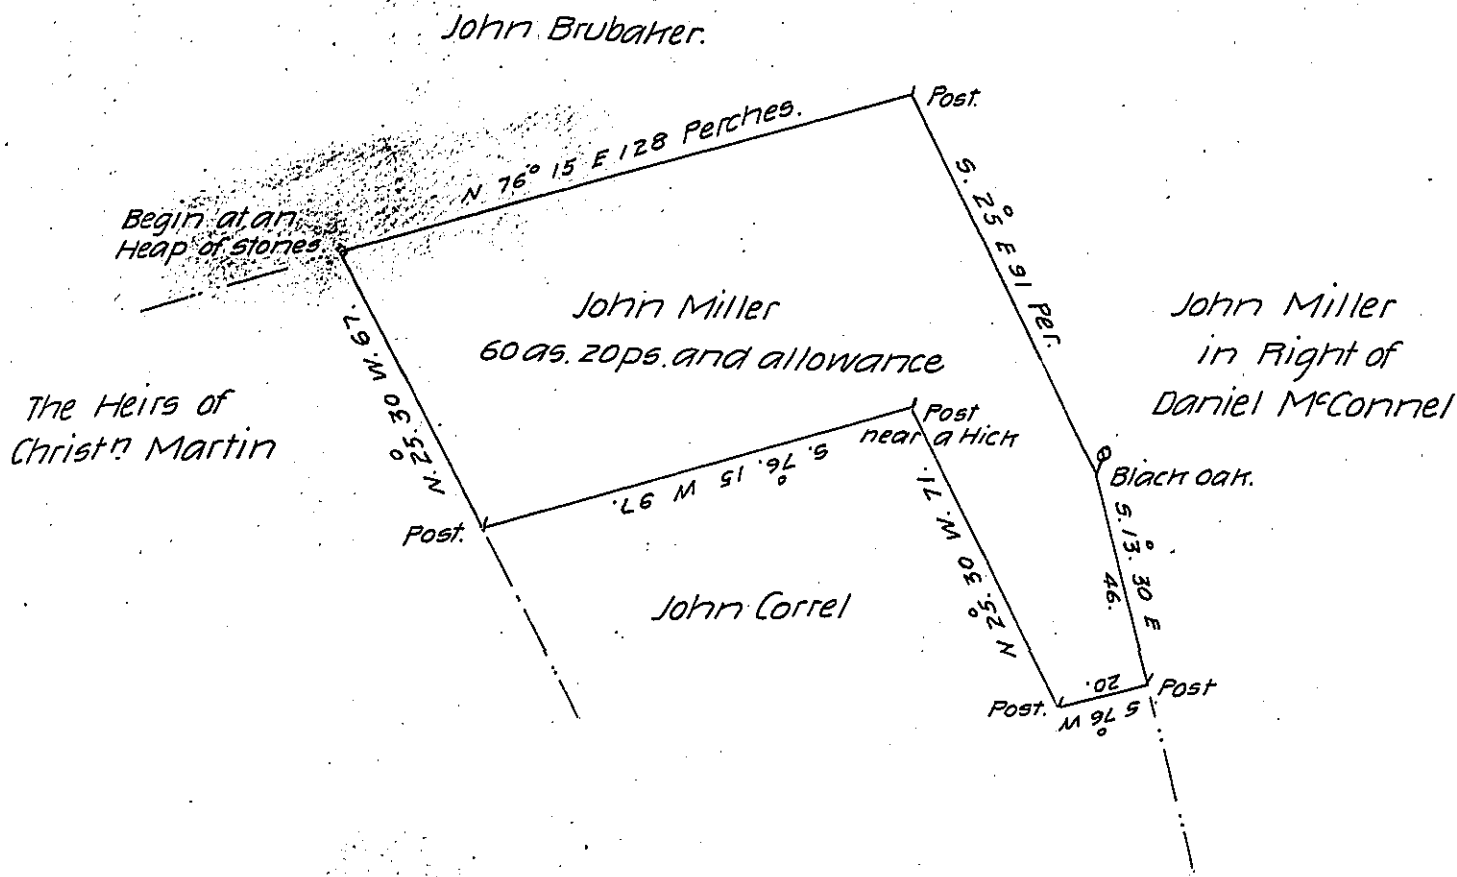 John Brubaker.
Post.
N 76° 15 E 128 Perches.
Begin at an
Heap of stones.
S. 25° E 91 Per.
John Miller
60 as. 20 ps. and allowance
John Miller
in Right of
Daniel McConnel
N. 25°. 30 W. 67.
The Heirs of
Christn. Martin
Post
near a Hick
S. 76°. 15 W 97.
Black oak.
Post.
N 25°. 30 W. 71.
S. 13°. 30 E
46.
John Correl
20.
S 76° W
Post
Post.